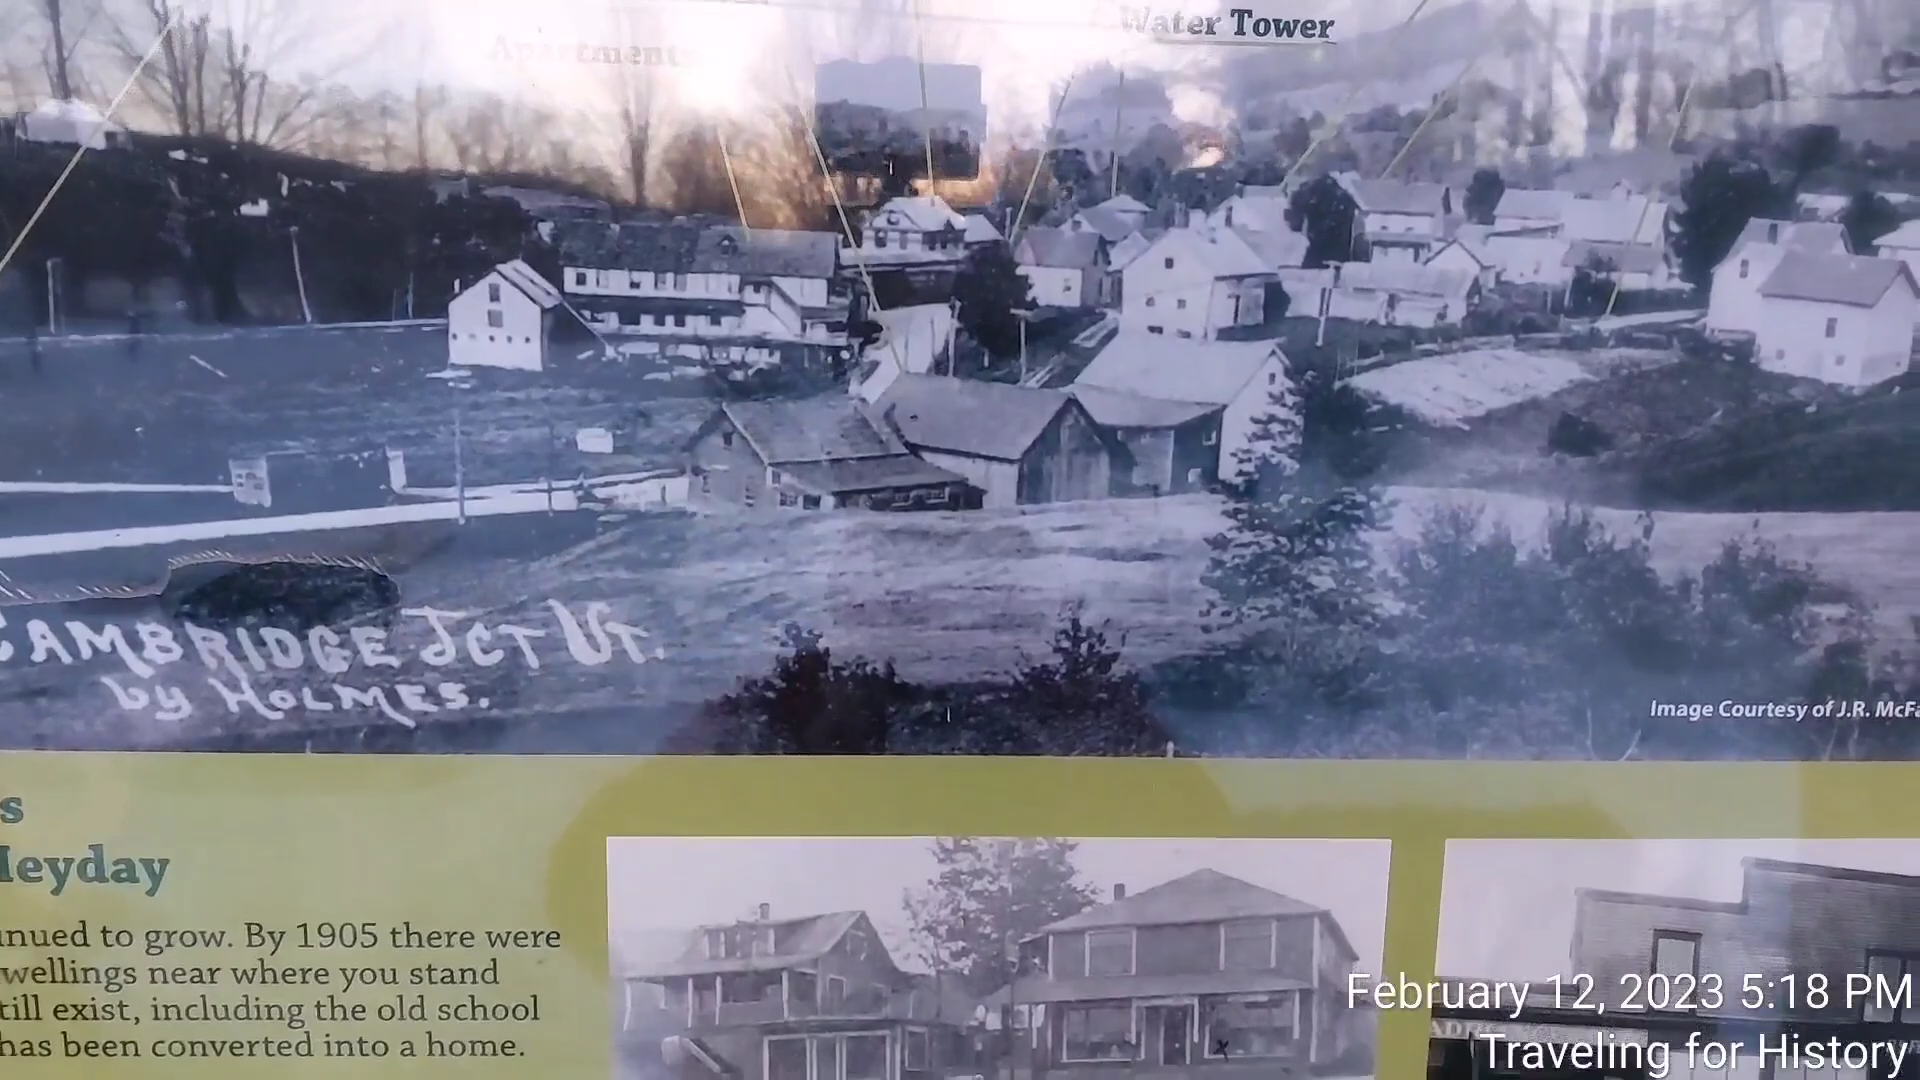 Water Tower
Apartments
CAMBRIDGE JCT VT.
by HOLMES.
Image Courtesy of J.R. McFa
s
Heyday
nued to grow. By 1905 there were
wellings near where you stand
till exist, including the old school
has been converted into a home.
February 12, 2023 5:18 PM
Traveling for History